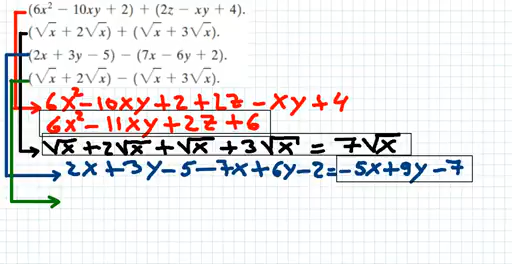 (6x² − 10xy + 2) + (2z − xy + 4).
(√x + 2√x) + (√x + 3√x).
(2x + 3y − 5) − (7x − 6y + 2).
(√x + 2√x) − (√x + 3√x).
6x²−10xy+2+2z−xy+4
6x²−11xy+2z+6
√x+2√x+√x+3√x = 7√x
2x+3y−5−7x+6y−2=−5x+9y−7